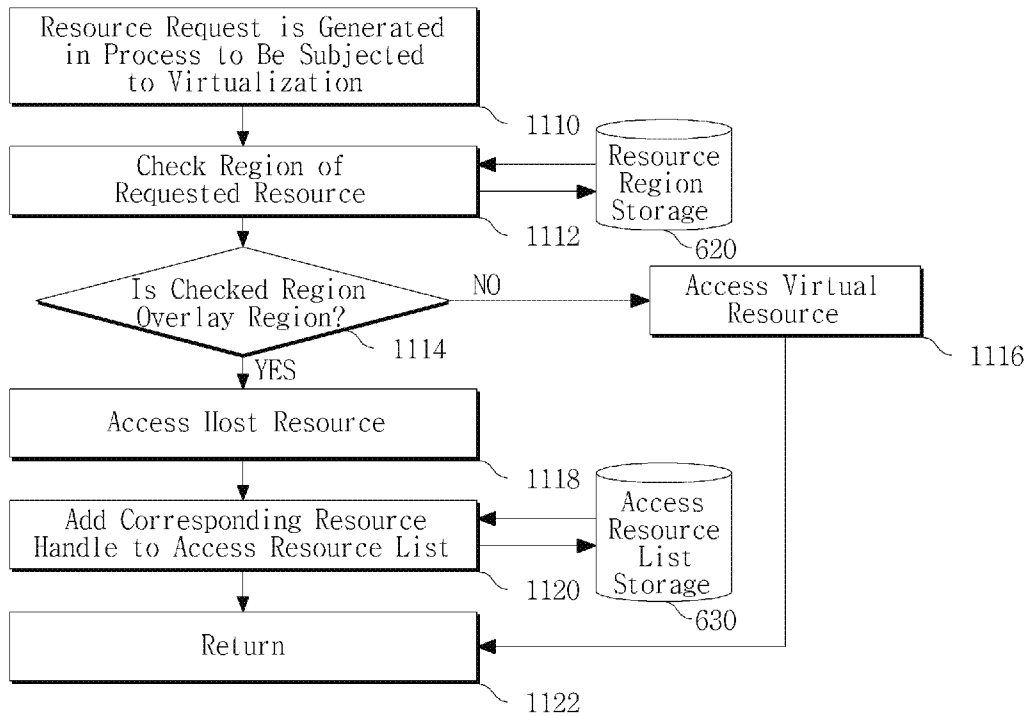 Resource Request is Generated
in Process to Be Subjected
to Virtualization
1110
Check Region of
Requested Resource
1112
Resource
Region
Storage
620
Is Checked Region
Overlay Region?
1114
NO
Access Virtual
Resource
1116
YES
Access Host Resource
1118
Add Corresponding Resource
Handle to Access Resource List
1120
Access
Resource
List
Storage
630
Return
1122